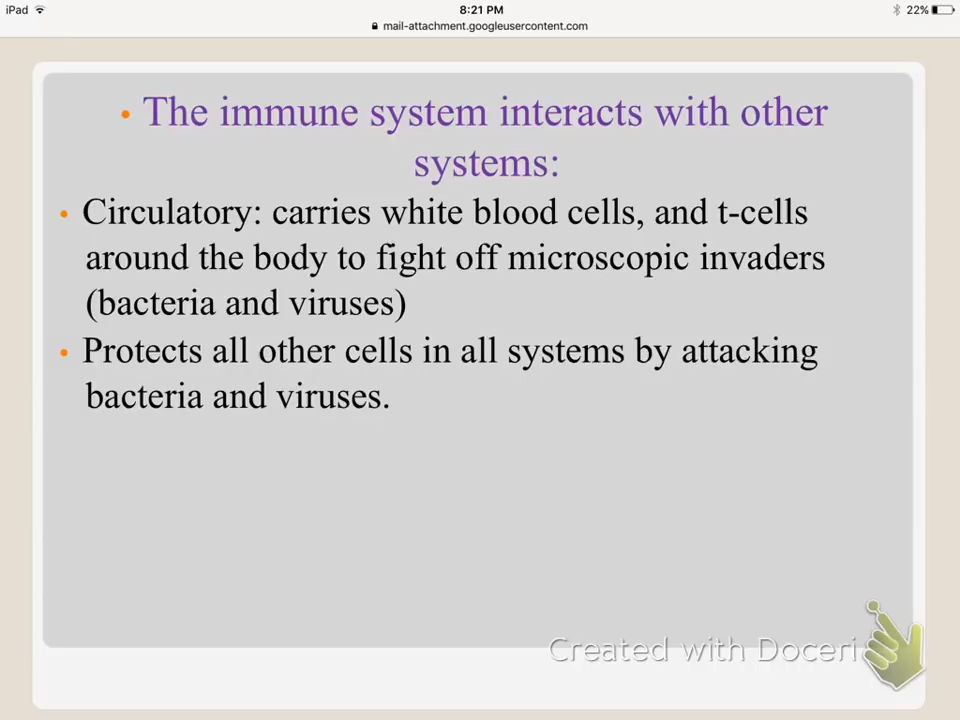 iPad 8:21 PM 22%
mail-attachment.googleusercontent.com
• The immune system interacts with other
systems:
• Circulatory: carries white blood cells, and t-cells
around the body to fight off microscopic invaders
(bacteria and viruses)
• Protects all other cells in all systems by attacking
bacteria and viruses.
Created with Doceri